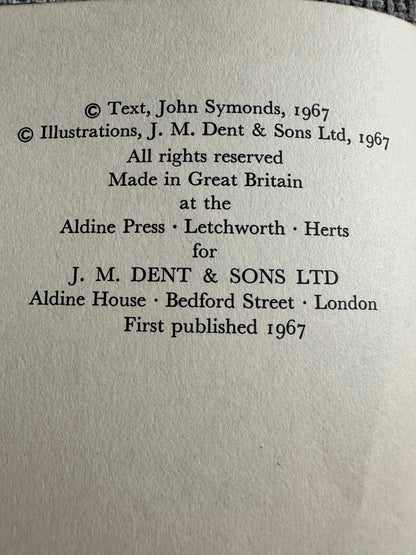 © Text, John Symonds, 1967
© Illustrations, J. M. Dent & Sons Ltd, 1967
All rights reserved
Made in Great Britain
at the
Aldine Press · Letchworth · Herts
for
J. M. DENT & SONS LTD
Aldine House · Bedford Street · London
First published 1967